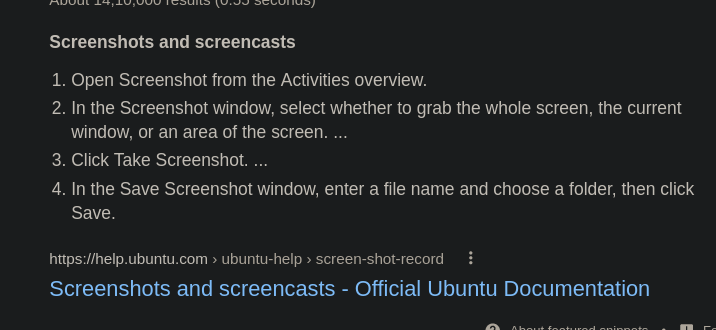 About 14,10,000 results (0.55 seconds)
Screenshots and screencasts
1. Open Screenshot from the Activities overview.
2. In the Screenshot window, select whether to grab the whole screen, the current
window, or an area of the screen. ...
3. Click Take Screenshot. ...
4. In the Save Screenshot window, enter a file name and choose a folder, then click
Save.
https://help.ubuntu.com › ubuntu-help › screen-shot-record
Screenshots and screencasts - Official Ubuntu Documentation
About featured snippets